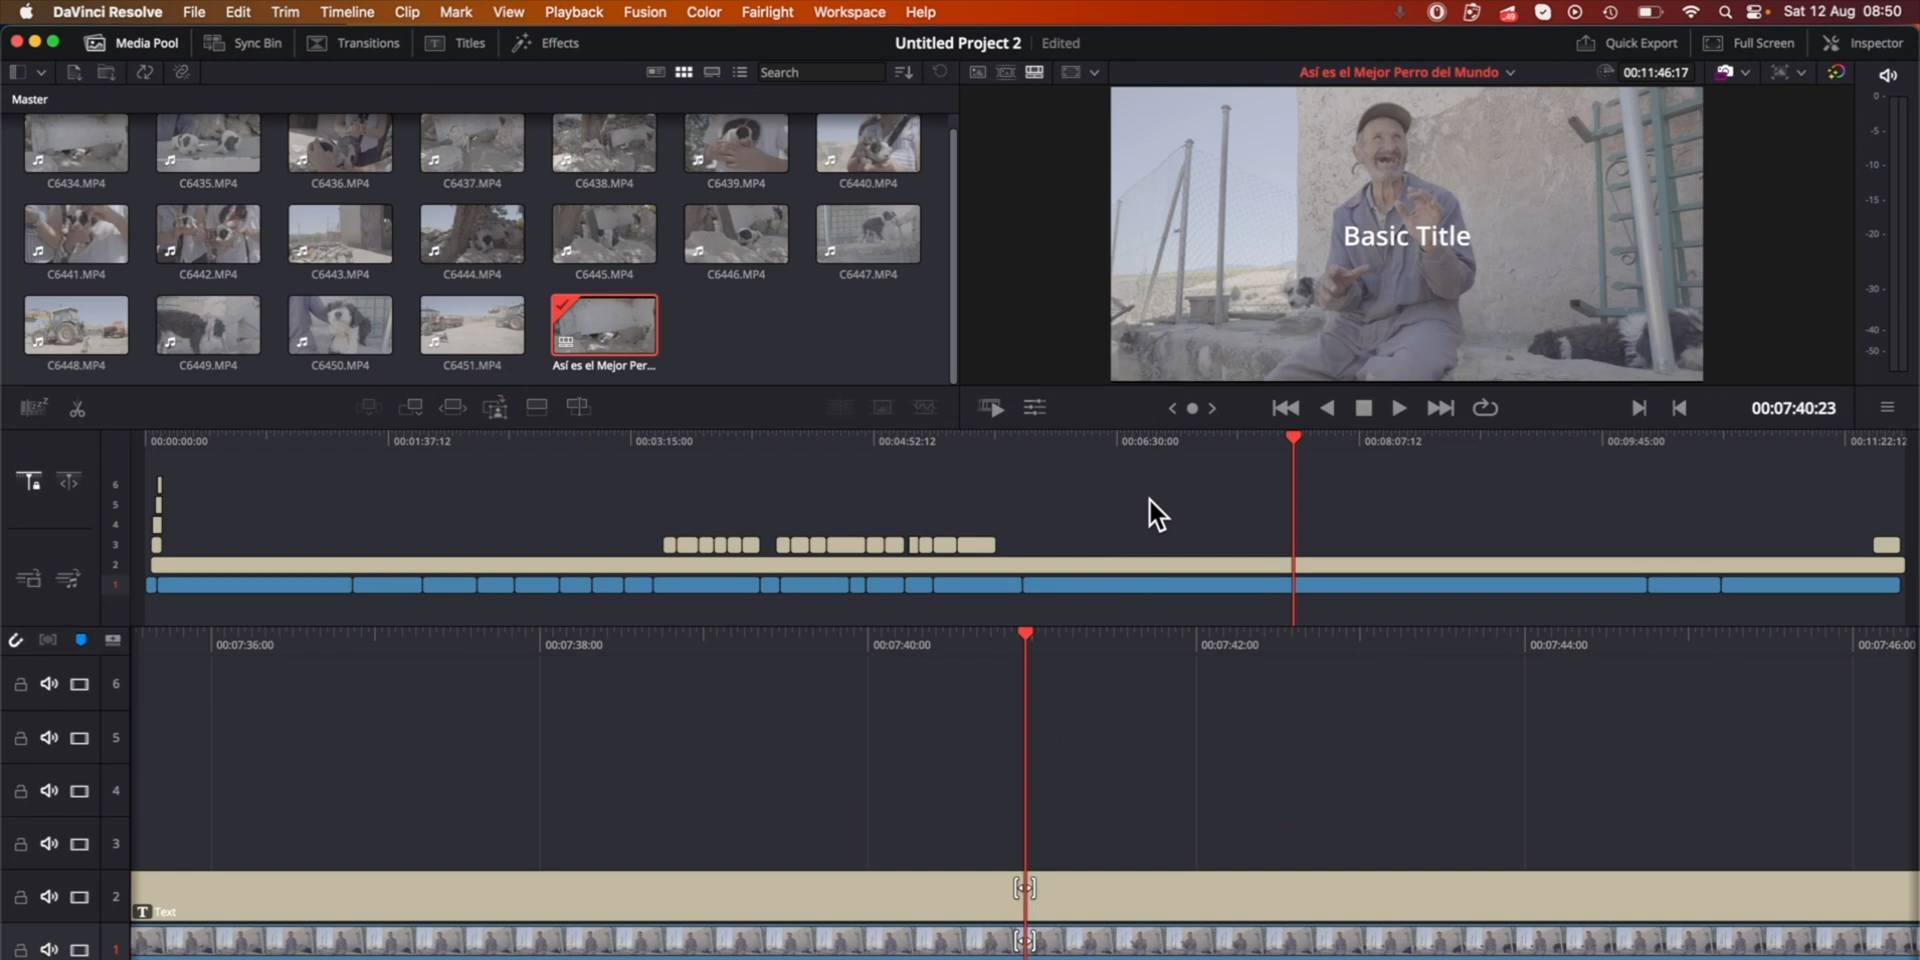 DaVinci Resolve File Edit Trim Timeline Clip Mark View Playback Fusion Color Fairlight Workspace Help Sat 12 Aug 08:50
Media Pool Sync Bin Transitions T Titles Effects Untitled Project 2 Edited Quick Export Full Screen Inspector
Search Así es el Mejor Perro del Mundo 00:11:46:17
Master
C6434.MP4 C6435.MP4 C6436.MP4 C6437.MP4 C6438.MP4 C6439.MP4 C6440.MP4
C6441.MP4 C6442.MP4 C6443.MP4 C6444.MP4 C6445.MP4 C6446.MP4 C6447.MP4
C6448.MP4 C6449.MP4 C6450.MP4 C6451.MP4 Así es el Mejor Per...
Basic Title
0 -
-5 -
-10 -
-15 -
-20 -
-30 -
-40 -
-50 -
00:07:40:23
00:00:00:00 00:01:37:12 00:03:15:00 00:04:52:12 00:06:30:00 00:08:07:12 00:09:45:00 00:11:22:12
6
5
4
3
2
1
00:07:36:00 00:07:38:00 00:07:40:00 00:07:42:00 00:07:44:00 00:07:46:00
6
5
4
3
2
T Text
1